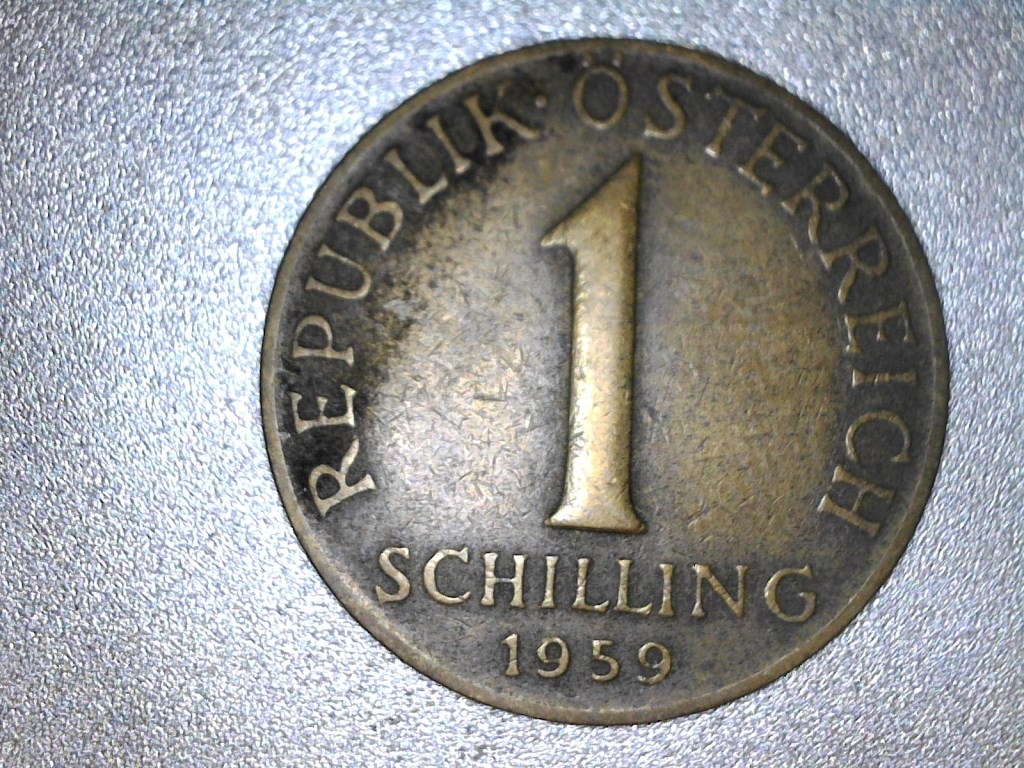 REPUBLIK · ÖSTERREICH
1
SCHILLING
1959